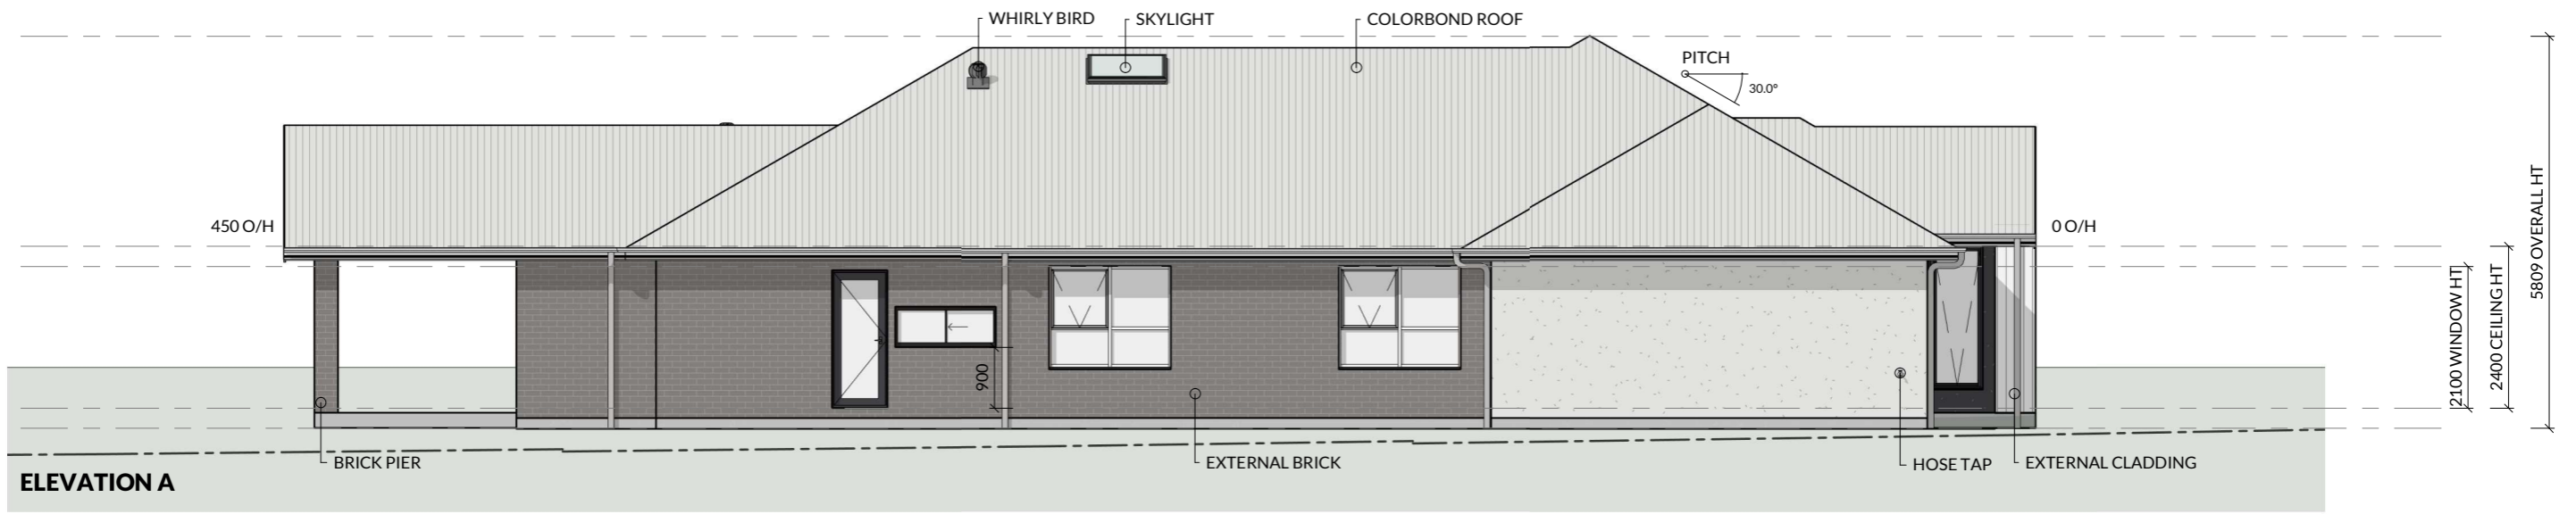 WHIRLY BIRD
SKYLIGHT
COLORBOND ROOF
PITCH
30.0°
450 O/H
0 O/H
900
2100 WINDOW HT
2400 CEILING HT
5809 OVERALL HT
BRICK PIER
EXTERNAL BRICK
HOSE TAP
EXTERNAL CLADDING
ELEVATION A